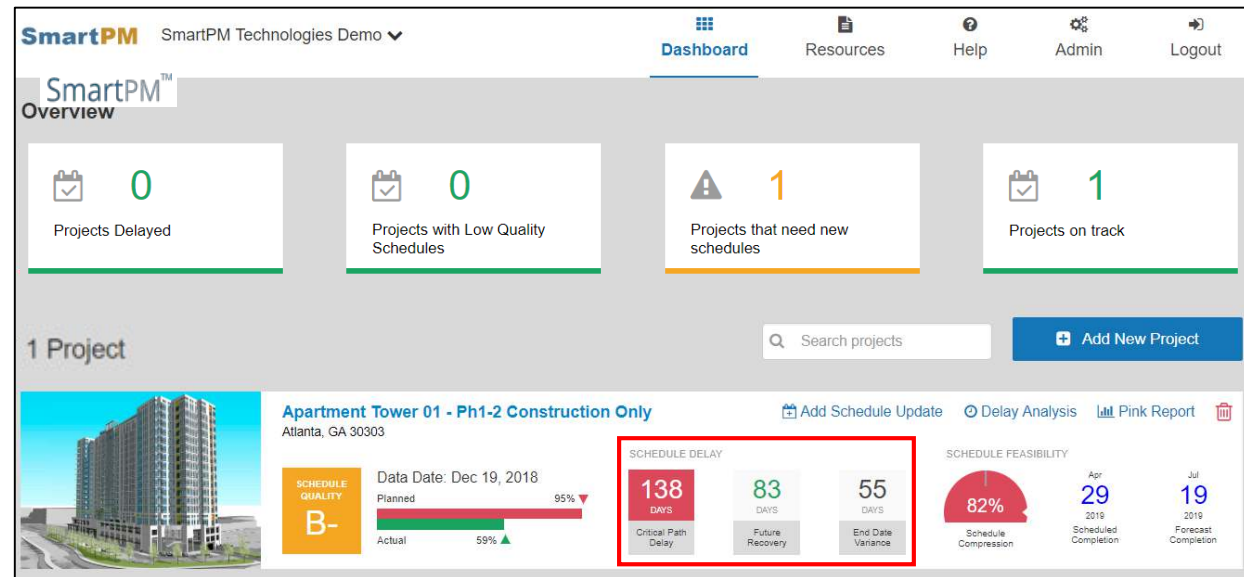 SmartPM SmartPM Technologies Demo
Dashboard Resources Help Admin Logout
SmartPM™
Overview
0 0 1 1
Projects Delayed
Projects with Low Quality
Schedules
Projects that need new
schedules
Projects on track
1 Project
Search projects
Add New Project
Apartment Tower 01 - Ph1-2 Construction Only
Add Schedule Update Delay Analysis Pink Report
Atlanta, GA 30303
SCHEDULE
QUALITY
B-
Data Date: Dec 19, 2018
Planned 95%
Actual 59%
SCHEDULE DELAY
138
DAYS
Critical Path
Delay
83
DAYS
Future
Recovery
55
DAYS
End Date
Variance
SCHEDULE FEASIBILITY
82%
Schedule
Compression
Apr
29
2019
Scheduled
Completion
Jul
19
2019
Forecast
Completion